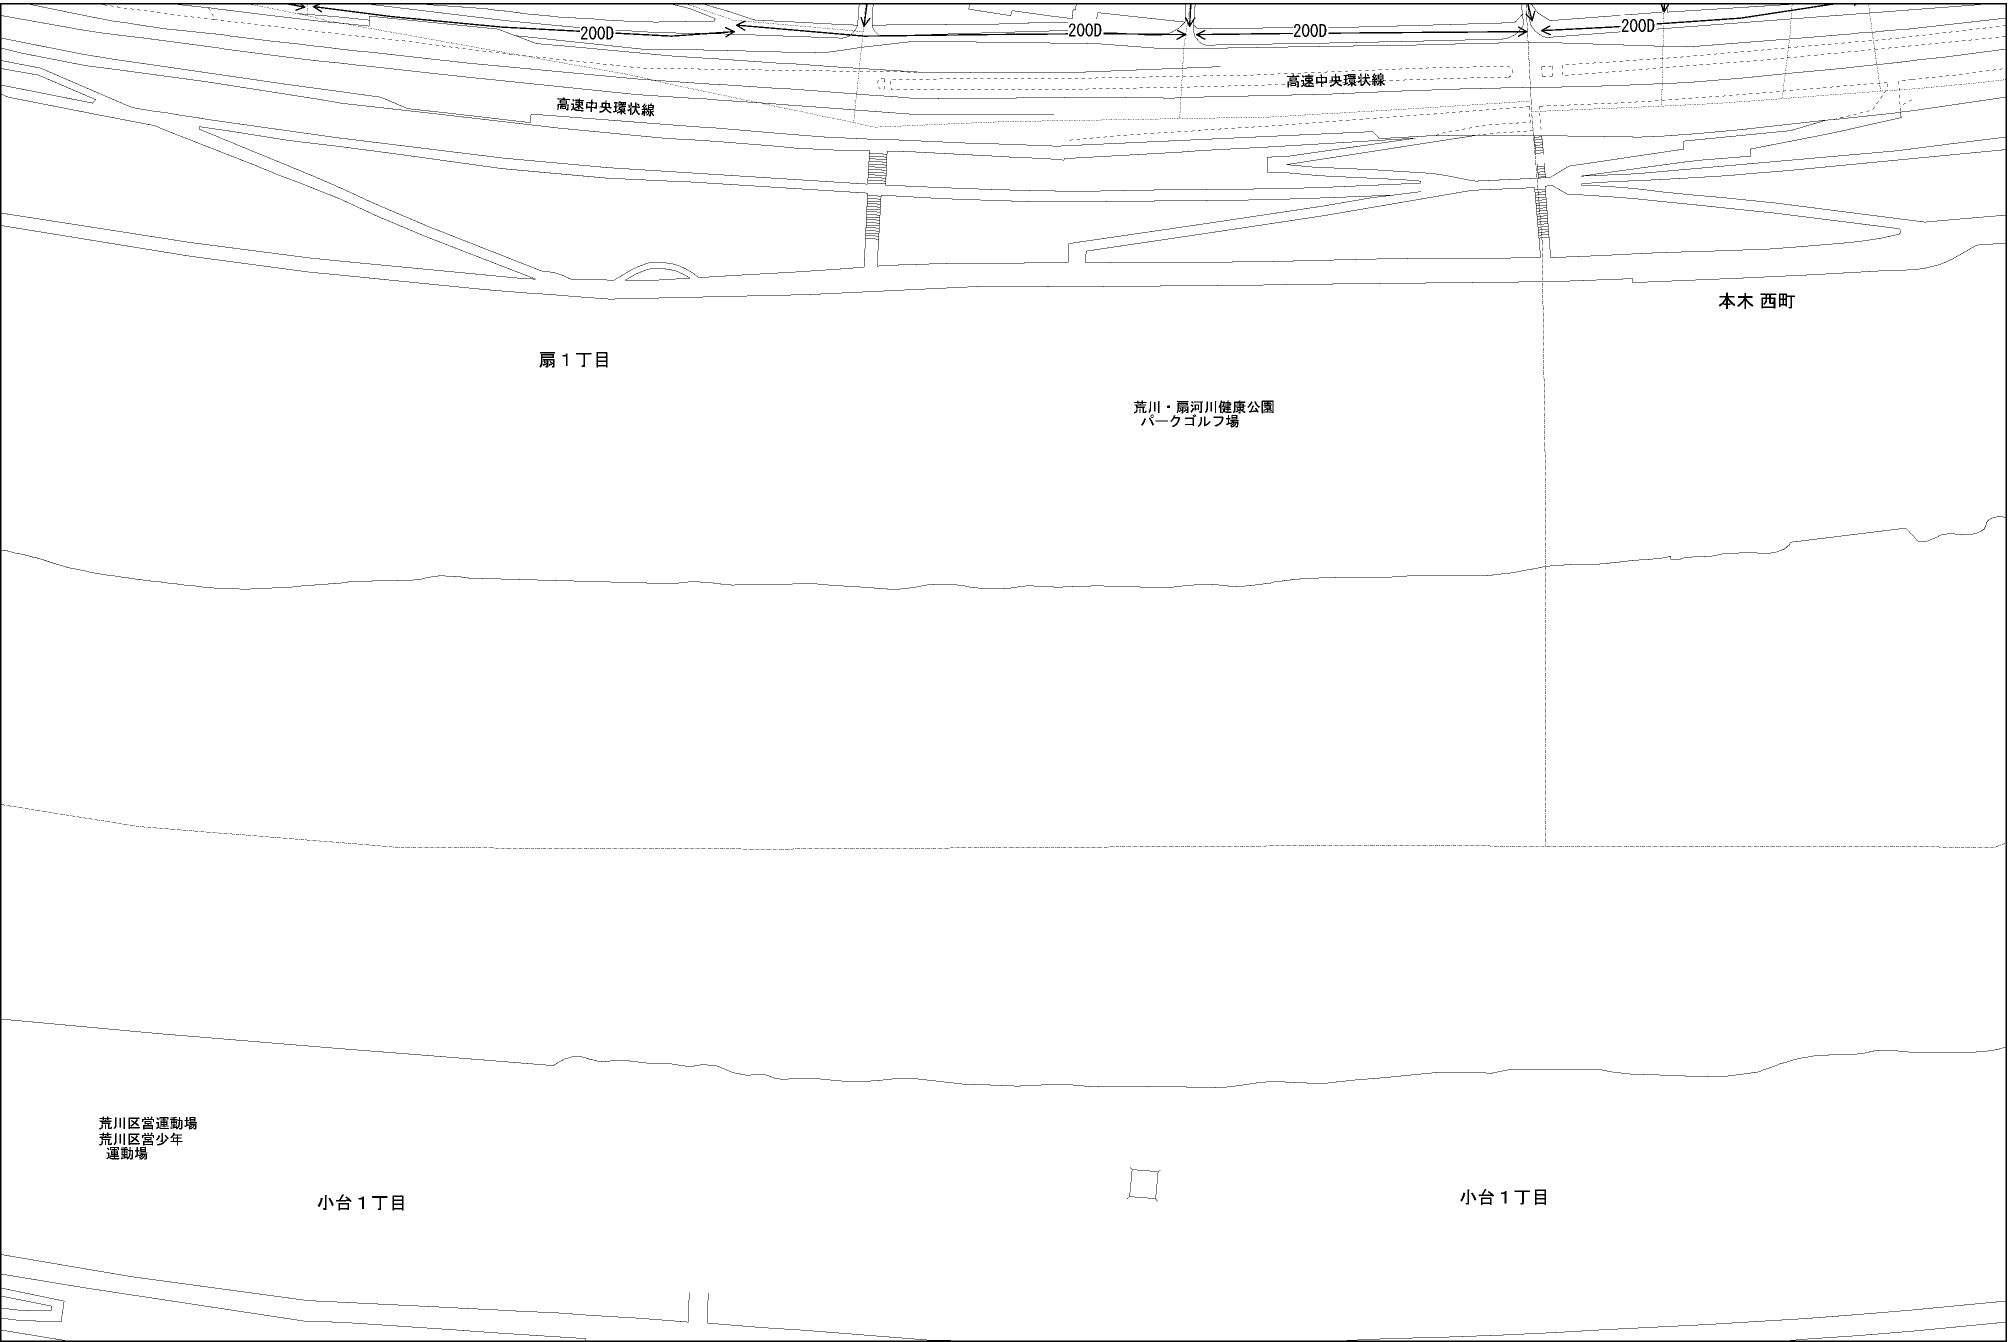 200D
200D
200D
200D
高速中央環状線
高速中央環状線
本木 西町
扇１丁目
荒川・扇河川健康公園
パークゴルフ場
荒川区営運動場
荒川区営少年
運動場
小台１丁目
小台１丁目